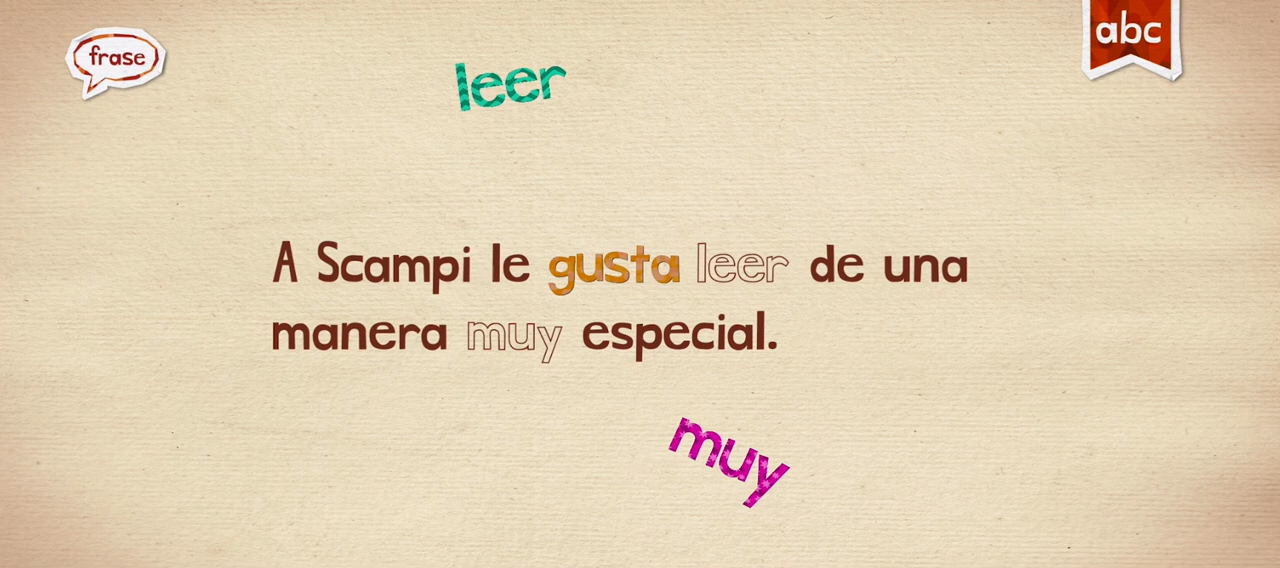 frase
abc
leer
A Scampi le gusta leer de una
manera muy especial.
muy